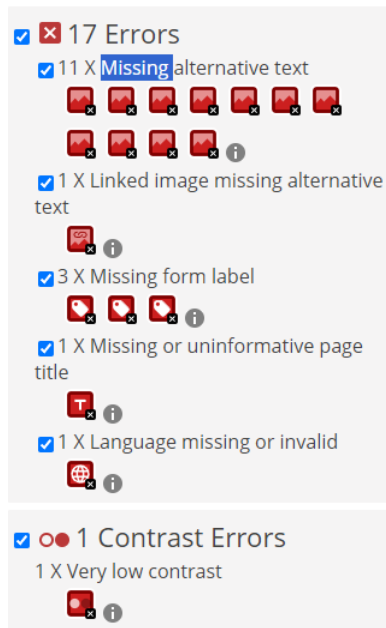 17 Errors
11 X Missing alternative text
1 X Linked image missing alternative
text
3 X Missing form label
1 X Missing or uninformative page
title
1 X Language missing or invalid
1 Contrast Errors
1 X Very low contrast